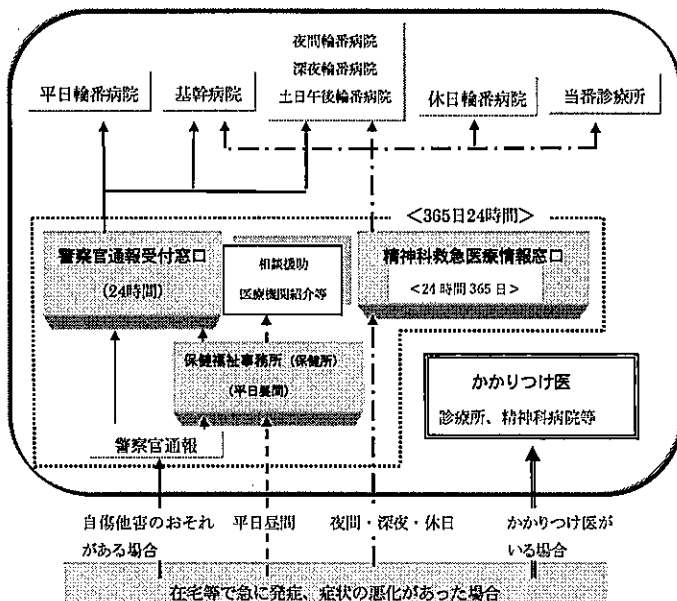 夜間輪番病院
深夜輪番病院
土日午後輪番病院
平日輪番病院
基幹病院
休日輪番病院
当番診療所
＜365日24時間＞
警察官通報受付窓口
(24時間)
相談援助
医療機関紹介等
精神科救急医療情報窓口
＜24時間365日＞
保健福祉事務所（保健所）
(平日昼間)
かかりつけ医
診療所、精神科病院等
警察官通報
自傷他害のおそれ
がある場合
平日昼間
夜間・深夜・休日
かかりつけ医が
いる場合
在宅等で急に発症、症状の悪化があった場合